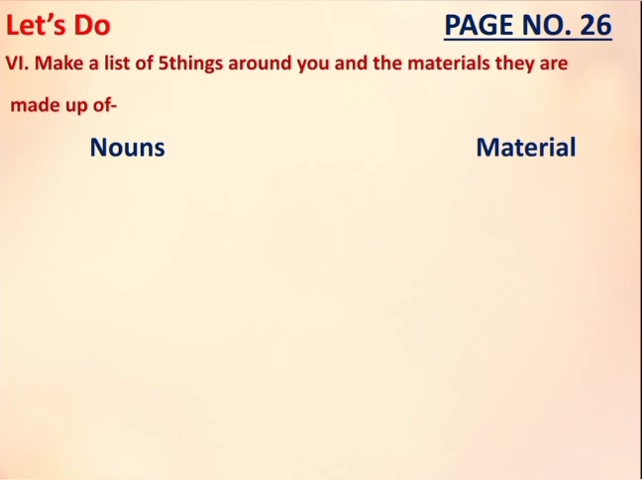 Let's Do PAGE NO. 26
VI. Make a list of 5things around you and the materials they are
made up of-
Nouns Material